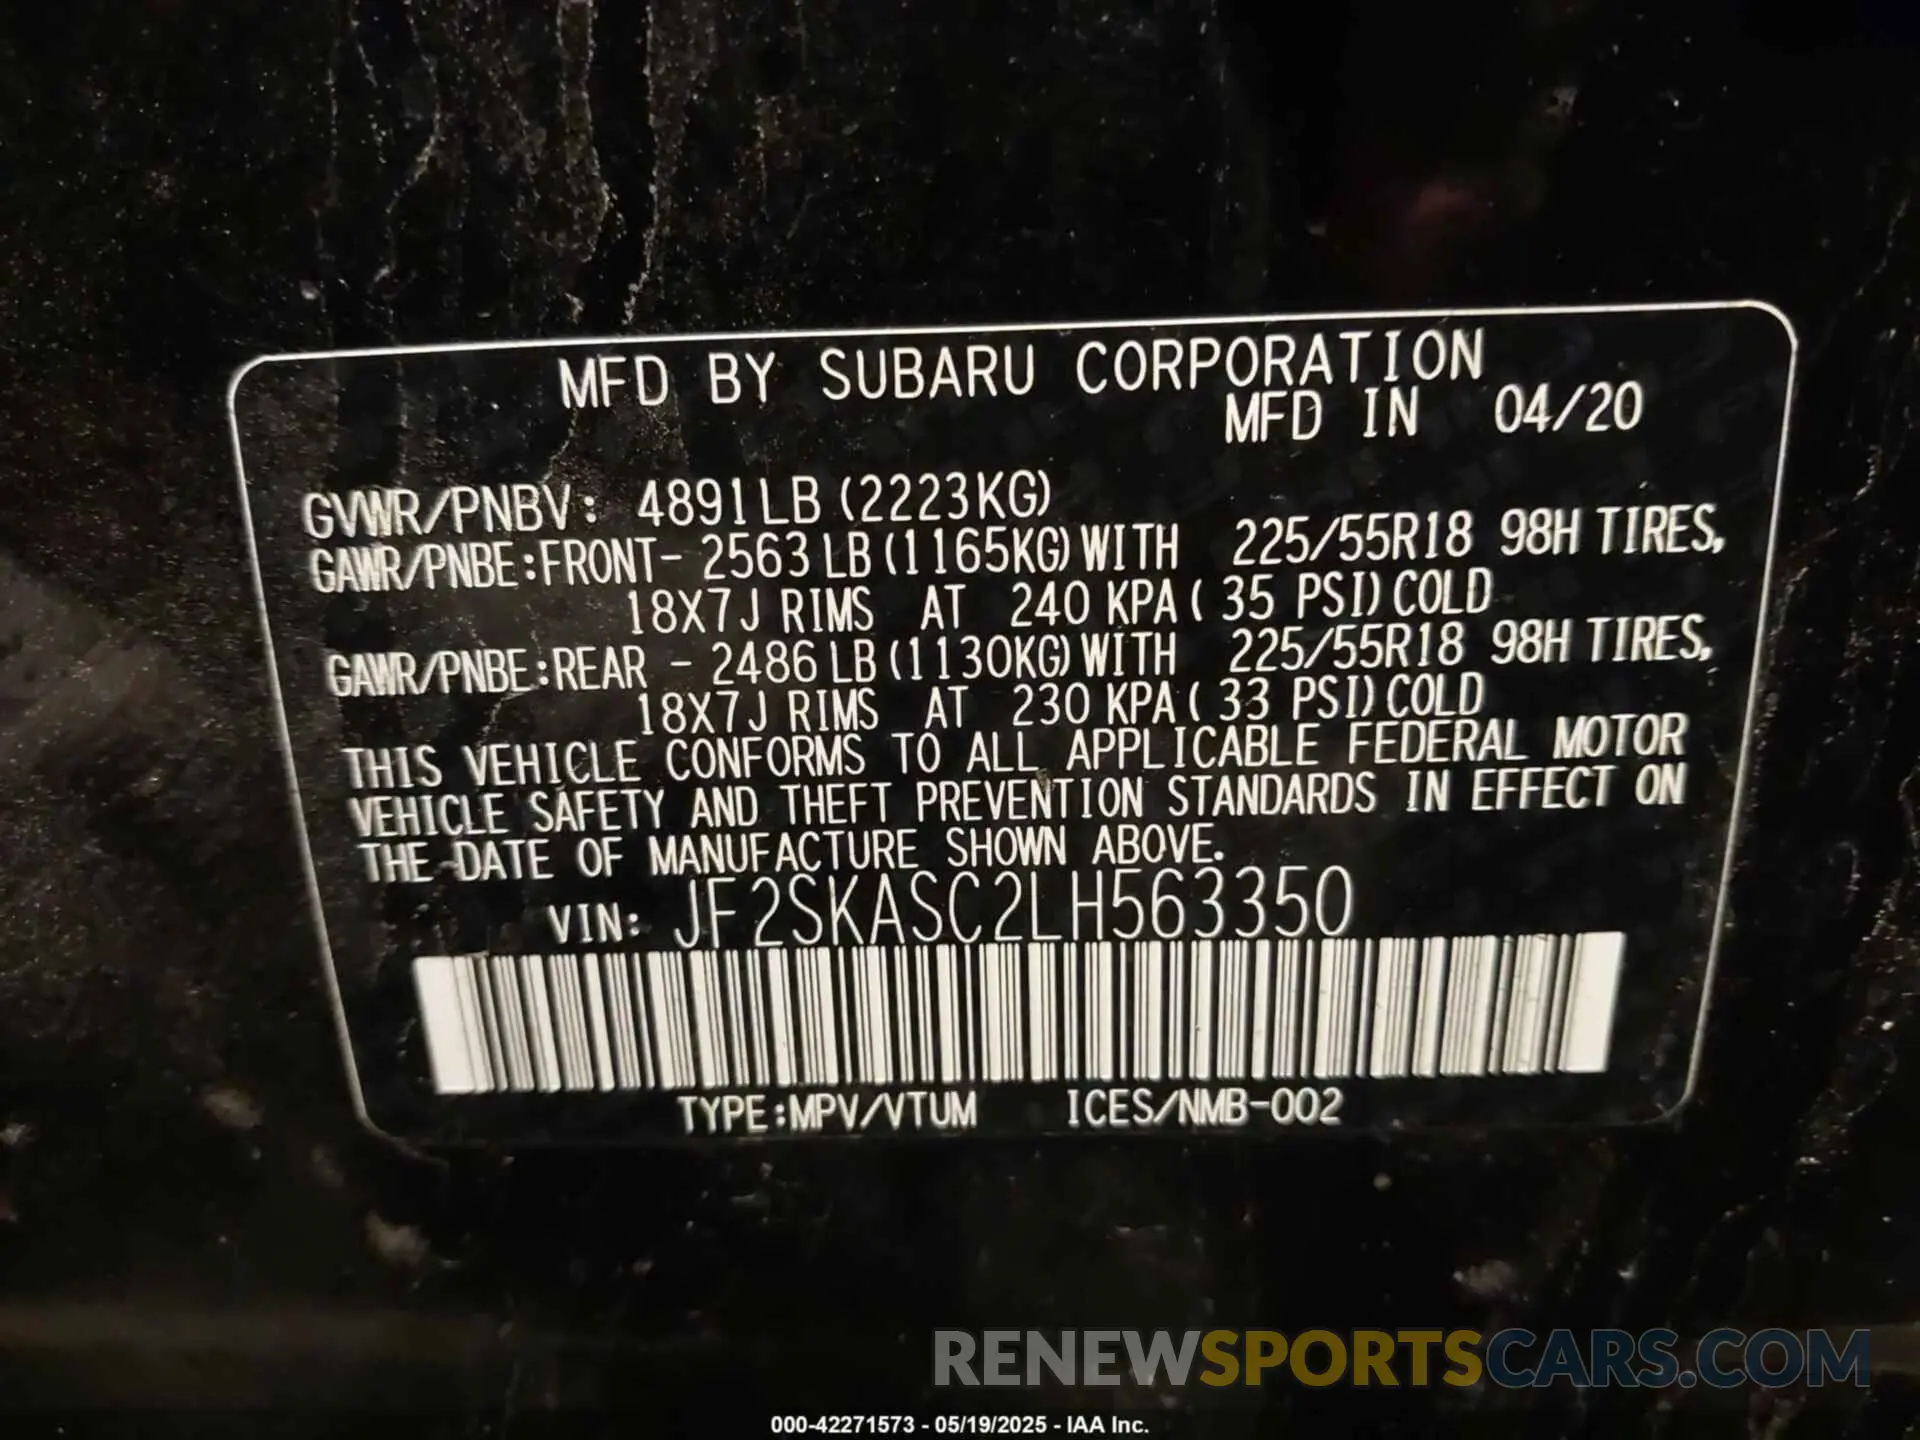 MFD BY SUBARU CORPORATION
MFD IN 04/20
GVWR/PNBV: 4891LB (2223KG)
GAWR/PNBE:FRONT- 2563 LB (1165KG) WITH 225/55R18 98H TIRES,
18X7J RIMS AT 240 KPA ( 35 PSI) COLD
GAWR/PNBE:REAR - 2486 LB (1130KG) WITH 225/55R18 98H TIRES,
18X7J RIMS AT 230 KPA ( 33 PSI) COLD
THIS VEHICLE CONFORMS TO ALL APPLICABLE FEDERAL MOTOR
VEHICLE SAFETY AND THEFT PREVENTION STANDARDS IN EFFECT ON
THE DATE OF MANUFACTURE SHOWN ABOVE.
VIN: JF2SKASC2LH563350
TYPE:MPV/VTUM ICES/NMB-002
RENEWSPORTSCARS.COM
000-42271573 - 05/19/2025 - IAA Inc.